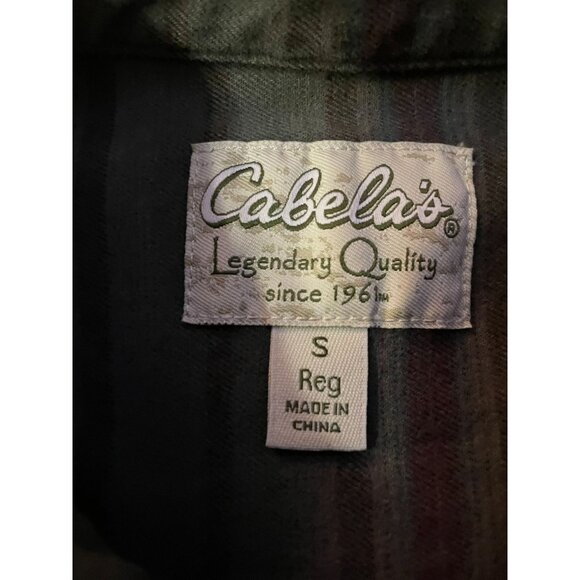 Cabela's®
Legendary Quality
since 1961™
S
Reg
MADE IN
CHINA